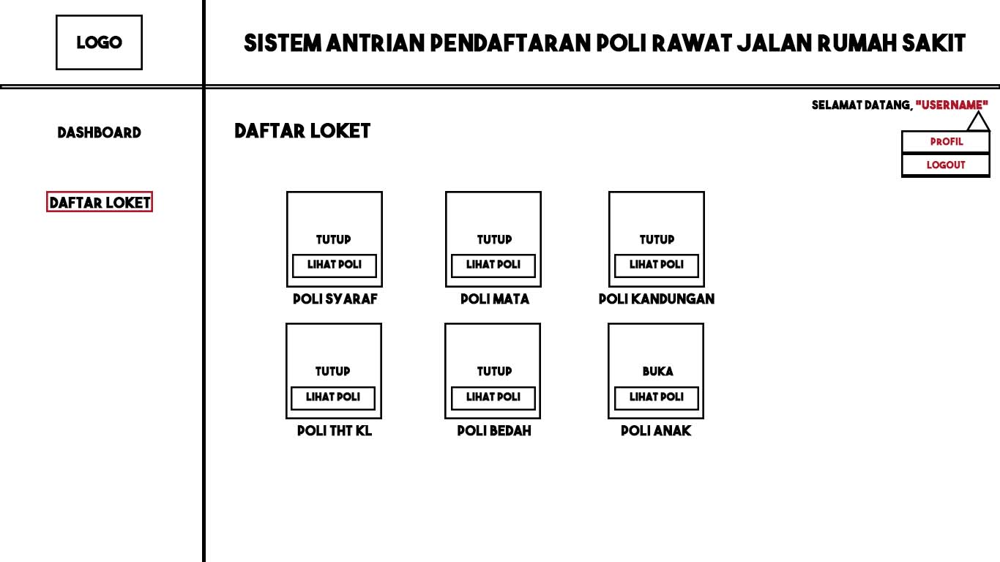 LOGO
SISTEM ANTRIAN PENDAFTARAN POLI RAWAT JALAN RUMAH SAKIT
SELAMAT DATANG, "USERNAME"
PROFIL
LOGOUT
DASHBOARD
DAFTAR LOKET
DAFTAR LOKET
TUTUP
LIHAT POLI
POLI SYARAF
TUTUP
LIHAT POLI
POLI MATA
TUTUP
LIHAT POLI
POLI KANDUNGAN
TUTUP
LIHAT POLI
POLI THT KL
TUTUP
LIHAT POLI
POLI BEDAH
BUKA
LIHAT POLI
POLI ANAK